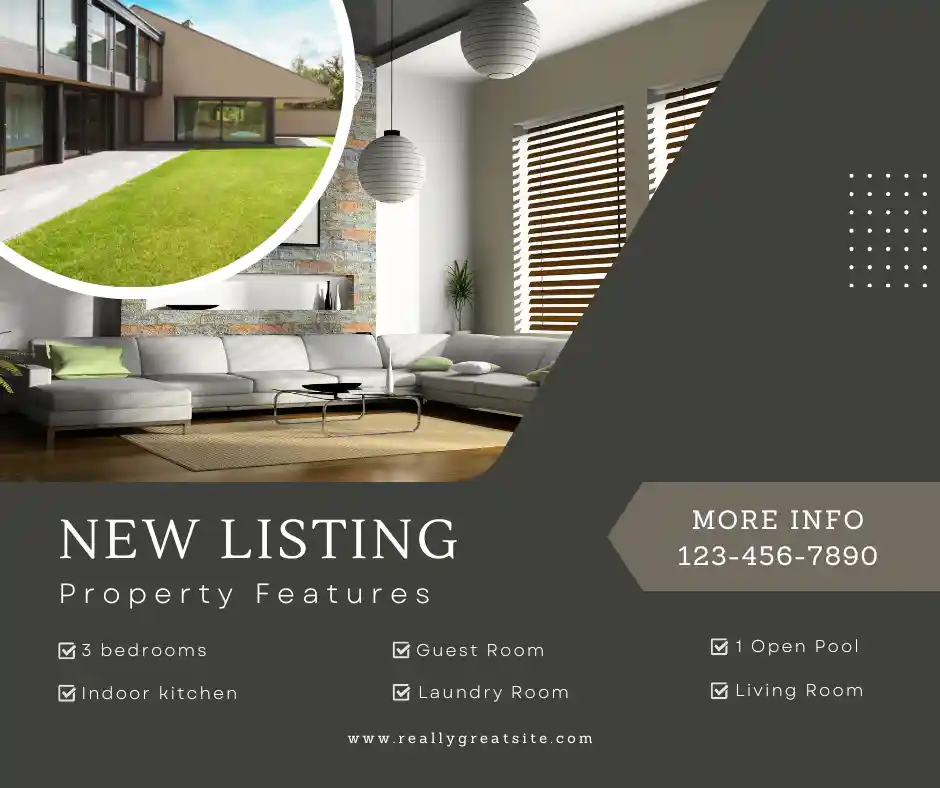 NEW LISTING
Property Features
MORE INFO
123-456-7890
3 bedrooms
Guest Room
1 Open Pool
Indoor kitchen
Laundry Room
Living Room
www.reallygreatsite.com